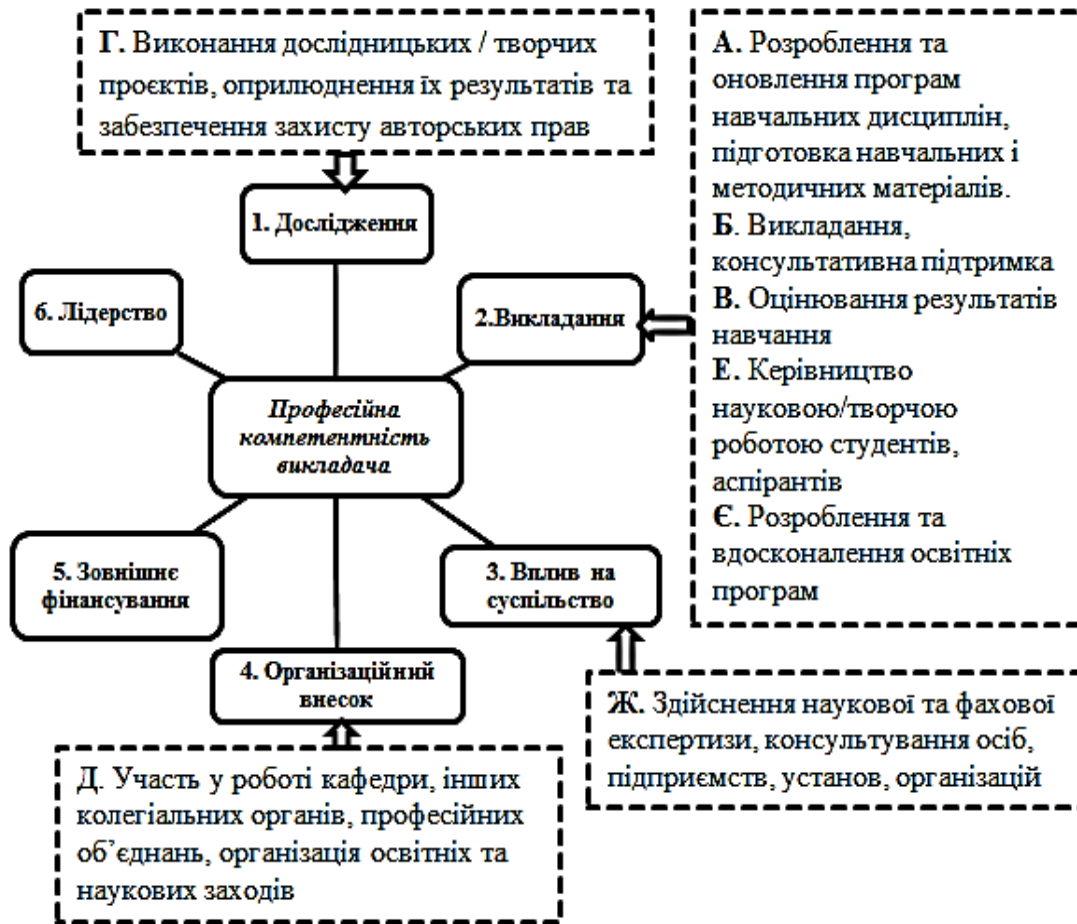 Г. Виконання дослідницьких / творчих
проєктів, оприлюднення їх результатів та
забезпечення захисту авторських прав
А. Розроблення та
оновлення програм
навчальних дисциплін,
підготовка навчальних і
методичних матеріалів.
Б. Викладання,
консультативна підтримка
В. Оцінювання результатів
навчання
Е. Керівництво
науковою/творчою
роботою студентів,
аспірантів
Є. Розроблення та
вдосконалення освітніх
програм
1. Дослідження
6. Лідерство
2.Викладання
Професійна
компетентність
викладача
5. Зовнішнє
фінансування
3. Вплив на
суспільство
4. Організаційний
внесок
Ж. Здійснення наукової та фахової
експертизи, консультування осіб,
підприємств, установ, організацій
Д. Участь у роботі кафедри, інших
колегіальних органів, професійних
об’єднань, організація освітніх та
наукових заходів